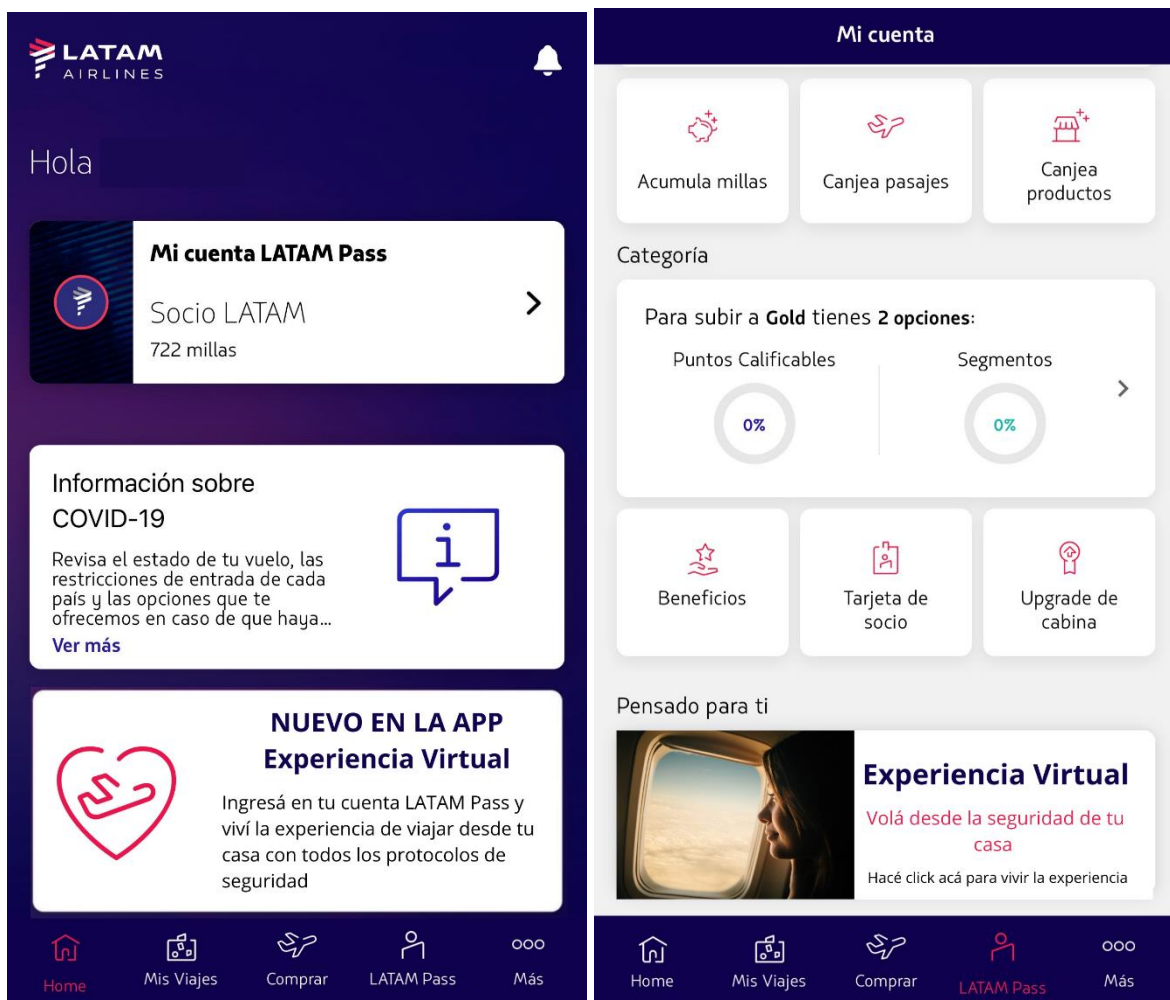 LATAM
AIRLINES
Hola
Mi cuenta LATAM Pass
Socio LATAM
722 millas
Información sobre
COVID-19
Revisa el estado de tu vuelo, las
restricciones de entrada de cada
país y las opciones que te
ofrecemos en caso de que haya...
Ver más
NUEVO EN LA APP
Experiencia Virtual
Ingresá en tu cuenta LATAM Pass y
viví la experiencia de viajar desde tu
casa con todos los protocolos de
seguridad
Home
Mis Viajes
Comprar
LATAM Pass
Más
Mi cuenta
Acumula millas
Canjea pasajes
Canjea
productos
Categoría
Para subir a Gold tienes 2 opciones:
Puntos Calificables
Segmentos
0%
0%
Beneficios
Tarjeta de
socio
Upgrade de
cabina
Pensado para ti
Experiencia Virtual
Volá desde la seguridad de tu
casa
Hacé click acá para vivir la experiencia
Home
Mis Viajes
Comprar
LATAM Pass
Más